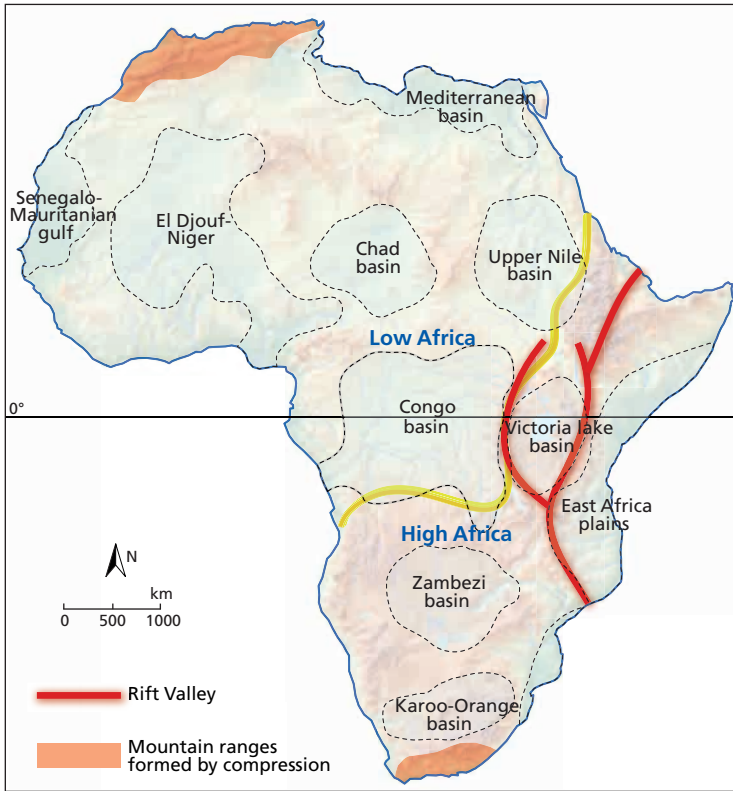 Mediterranean
basin
Senegalo-
Mauritanian
gulf
El Djouf-
Niger
Chad
basin
Upper Nile
basin
Low Africa
0°
Congo
basin
Victoria lake
basin
East Africa
plains
High Africa
N
km
0 500 1000
Zambezi
basin
Karoo-Orange
basin
Rift Valley
Mountain ranges
formed by compression